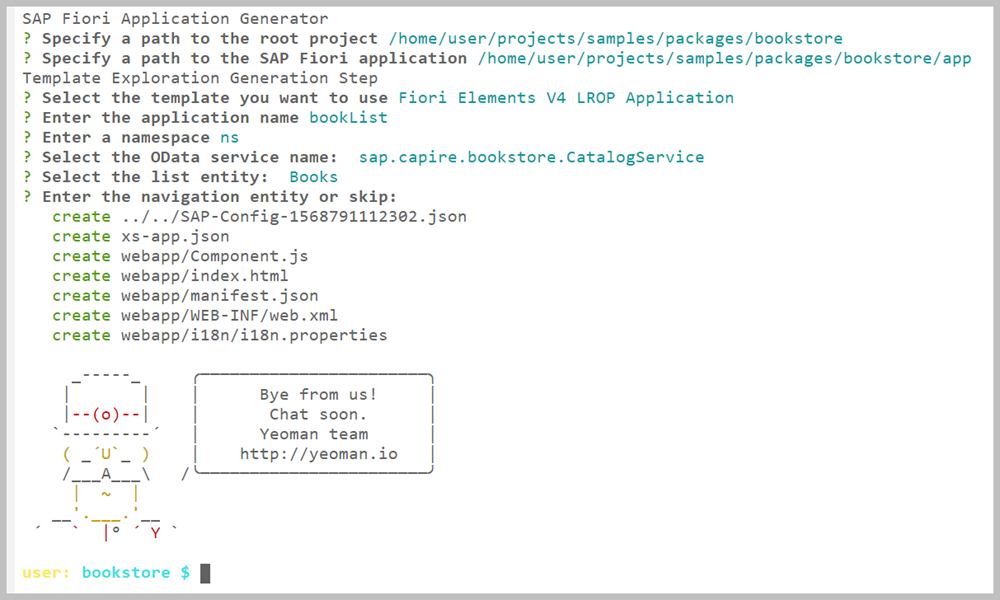 SAP Fiori Application Generator
? Specify a path to the root project /home/user/projects/samples/packages/bookstore
? Specify a path to the SAP Fiori application /home/user/projects/samples/packages/bookstore/app
Template Exploration Generation Step
? Select the template you want to use Fiori Elements V4 LROP Application
? Enter the application name bookList
? Enter a namespace ns
? Select the OData service name:  sap.capire.bookstore.CatalogService
? Select the list entity:  Books
? Enter the navigation entity or skip:
   create ../../SAP-Config-1568791112302.json
   create xs-app.json
   create webapp/Component.js
   create webapp/index.html
   create webapp/manifest.json
   create webapp/WEB-INF/web.xml
   create webapp/i18n/i18n.properties
Bye from us!
Chat soon.
Yeoman team
http://yeoman.io
user: bookstore $